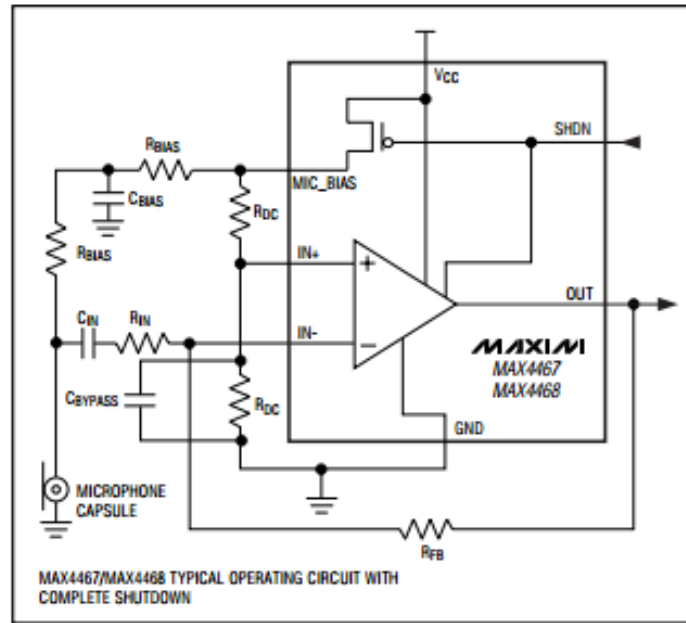 VCC
SHDN
RBIAS
MIC_BIAS
CBIAS
RDC
RBIAS
IN+
+
OUT
CIN
RIN
IN-
−
MAXIM
MAX4467
MAX4468
CBYPASS
RDC
GND
MICROPHONE
CAPSULE
RFB
MAX4467/MAX4468 TYPICAL OPERATING CIRCUIT WITH
COMPLETE SHUTDOWN